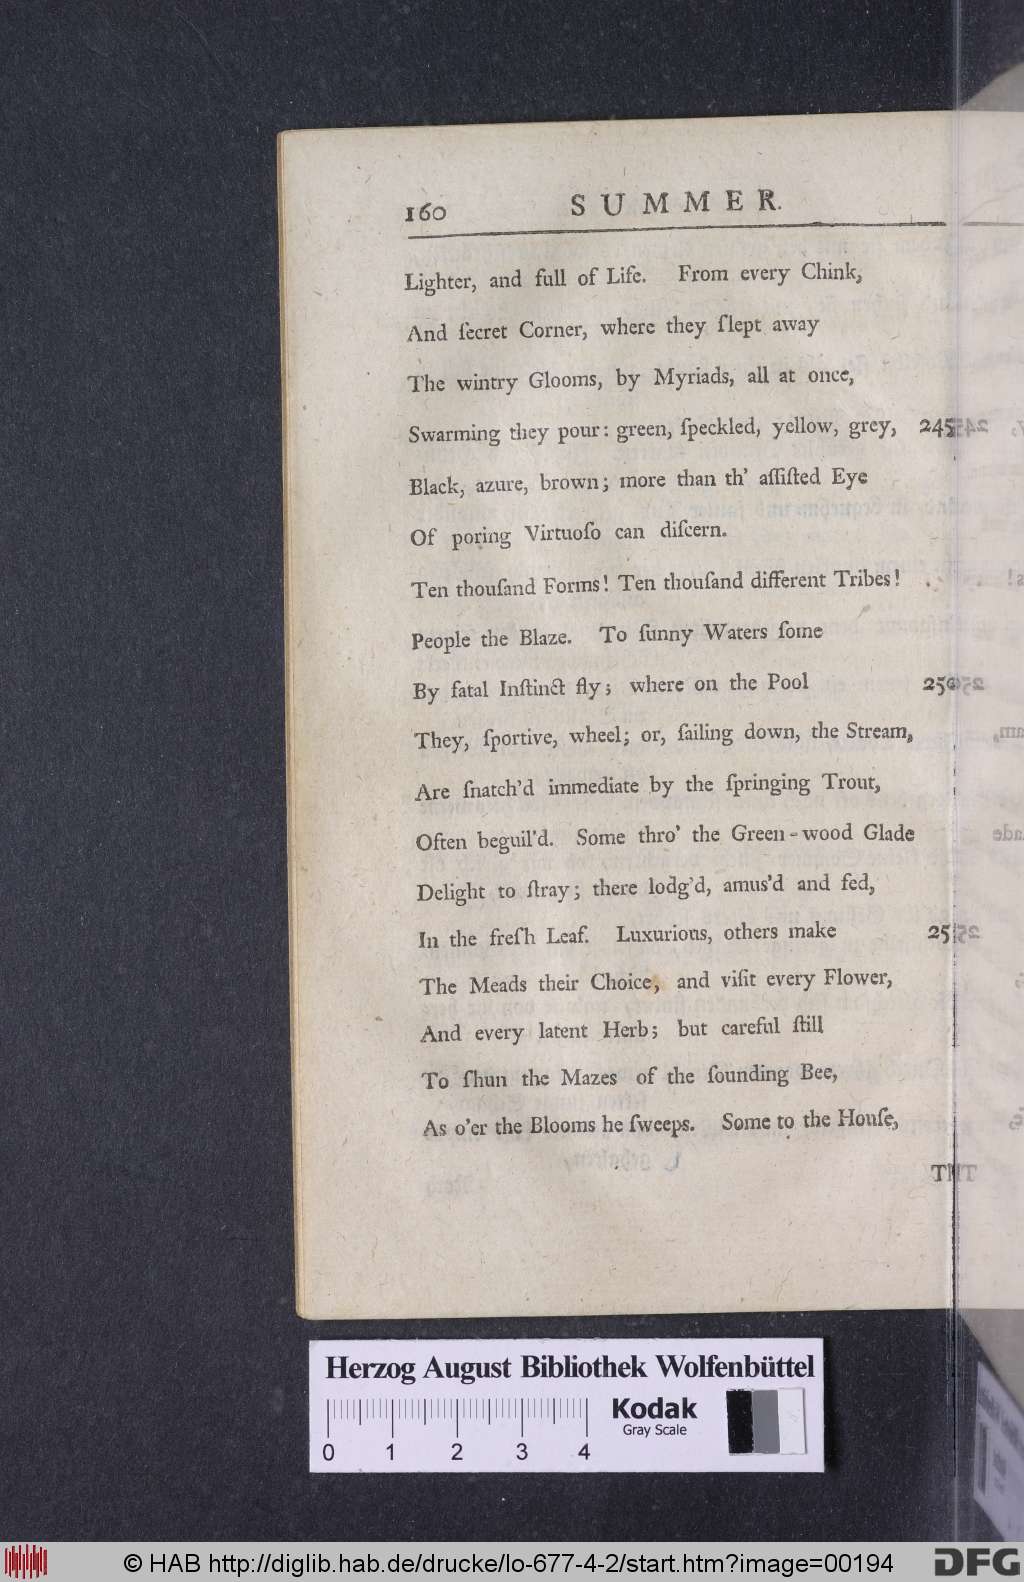 160 SUMMER.
Lighter, and full of Life. From every Chink,
And ſecret Corner, where they ſlept away
The wintry Glooms, by Myriads, all at once,
Swarming they pour: green, ſpeckled, yellow, grey, 245
Black, azure, brown; more than th' aſſiſted Eye
Of poring Virtuoſo can diſcern.
Ten thouſand Forms! Ten thouſand different Tribes!
People the Blaze. To ſunny Waters ſome
By fatal Inſtinct fly; where on the Pool 250
They, ſportive, wheel; or, ſailing down, the Stream,
Are ſnatch'd immediate by the ſpringing Trout,
Often beguil'd. Some thro' the Green-wood Glade
Delight to ſtray; there lodg'd, amus'd and fed,
In the freſh Leaf. Luxurious, others make
The Meads their Choice, and viſit every Flower,
And every latent Herb; but careful ſtill
To ſhun the Mazes of the ſounding Bee,
As o'er the Blooms he ſweeps. Some to the Houſe,
Herzog August Bibliothek Wolfenbüttel
Kodak
Gray Scale
0 1 2 3 4
© HAB http://diglib.hab.de/drucke/lo-677-4-2/start.htm?image=00194 DFG